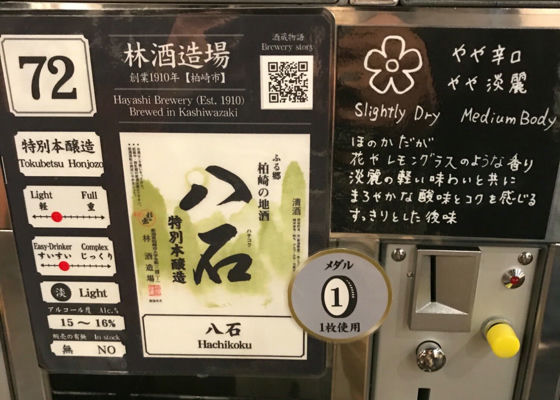 72
特別本醸造
Tokubetsu Honjozo
Light Full
軽 重
Easy-Drinker Complex
すいすい じっくり
淡 Light
アルコール度 Alc.%
15～16%
無 NO
In stock
林酒造場
創業1910年【柏崎市】
Hayashi Brewery (Est. 1910)
Brewed in Kashiwazaki
酒蔵物語
Brewery story
ふる郷
柏崎の地酒
八石
ハチコク
特別本醸造
清酒
林酒造場
八石
Hachikoku
メダル
1
1枚使用
やや辛口
やや淡麗
Slightly Dry Medium Body
ほのかだが
花やレモングラスのような香り
淡麗の軽い味わいと共に
まろやかな酸味とコクを感じる
すっきりとした後味